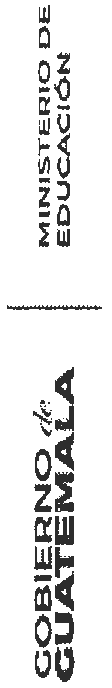 GOBIERNO de
GUATEMALA
MINISTERIO DE
EDUCACIÓN